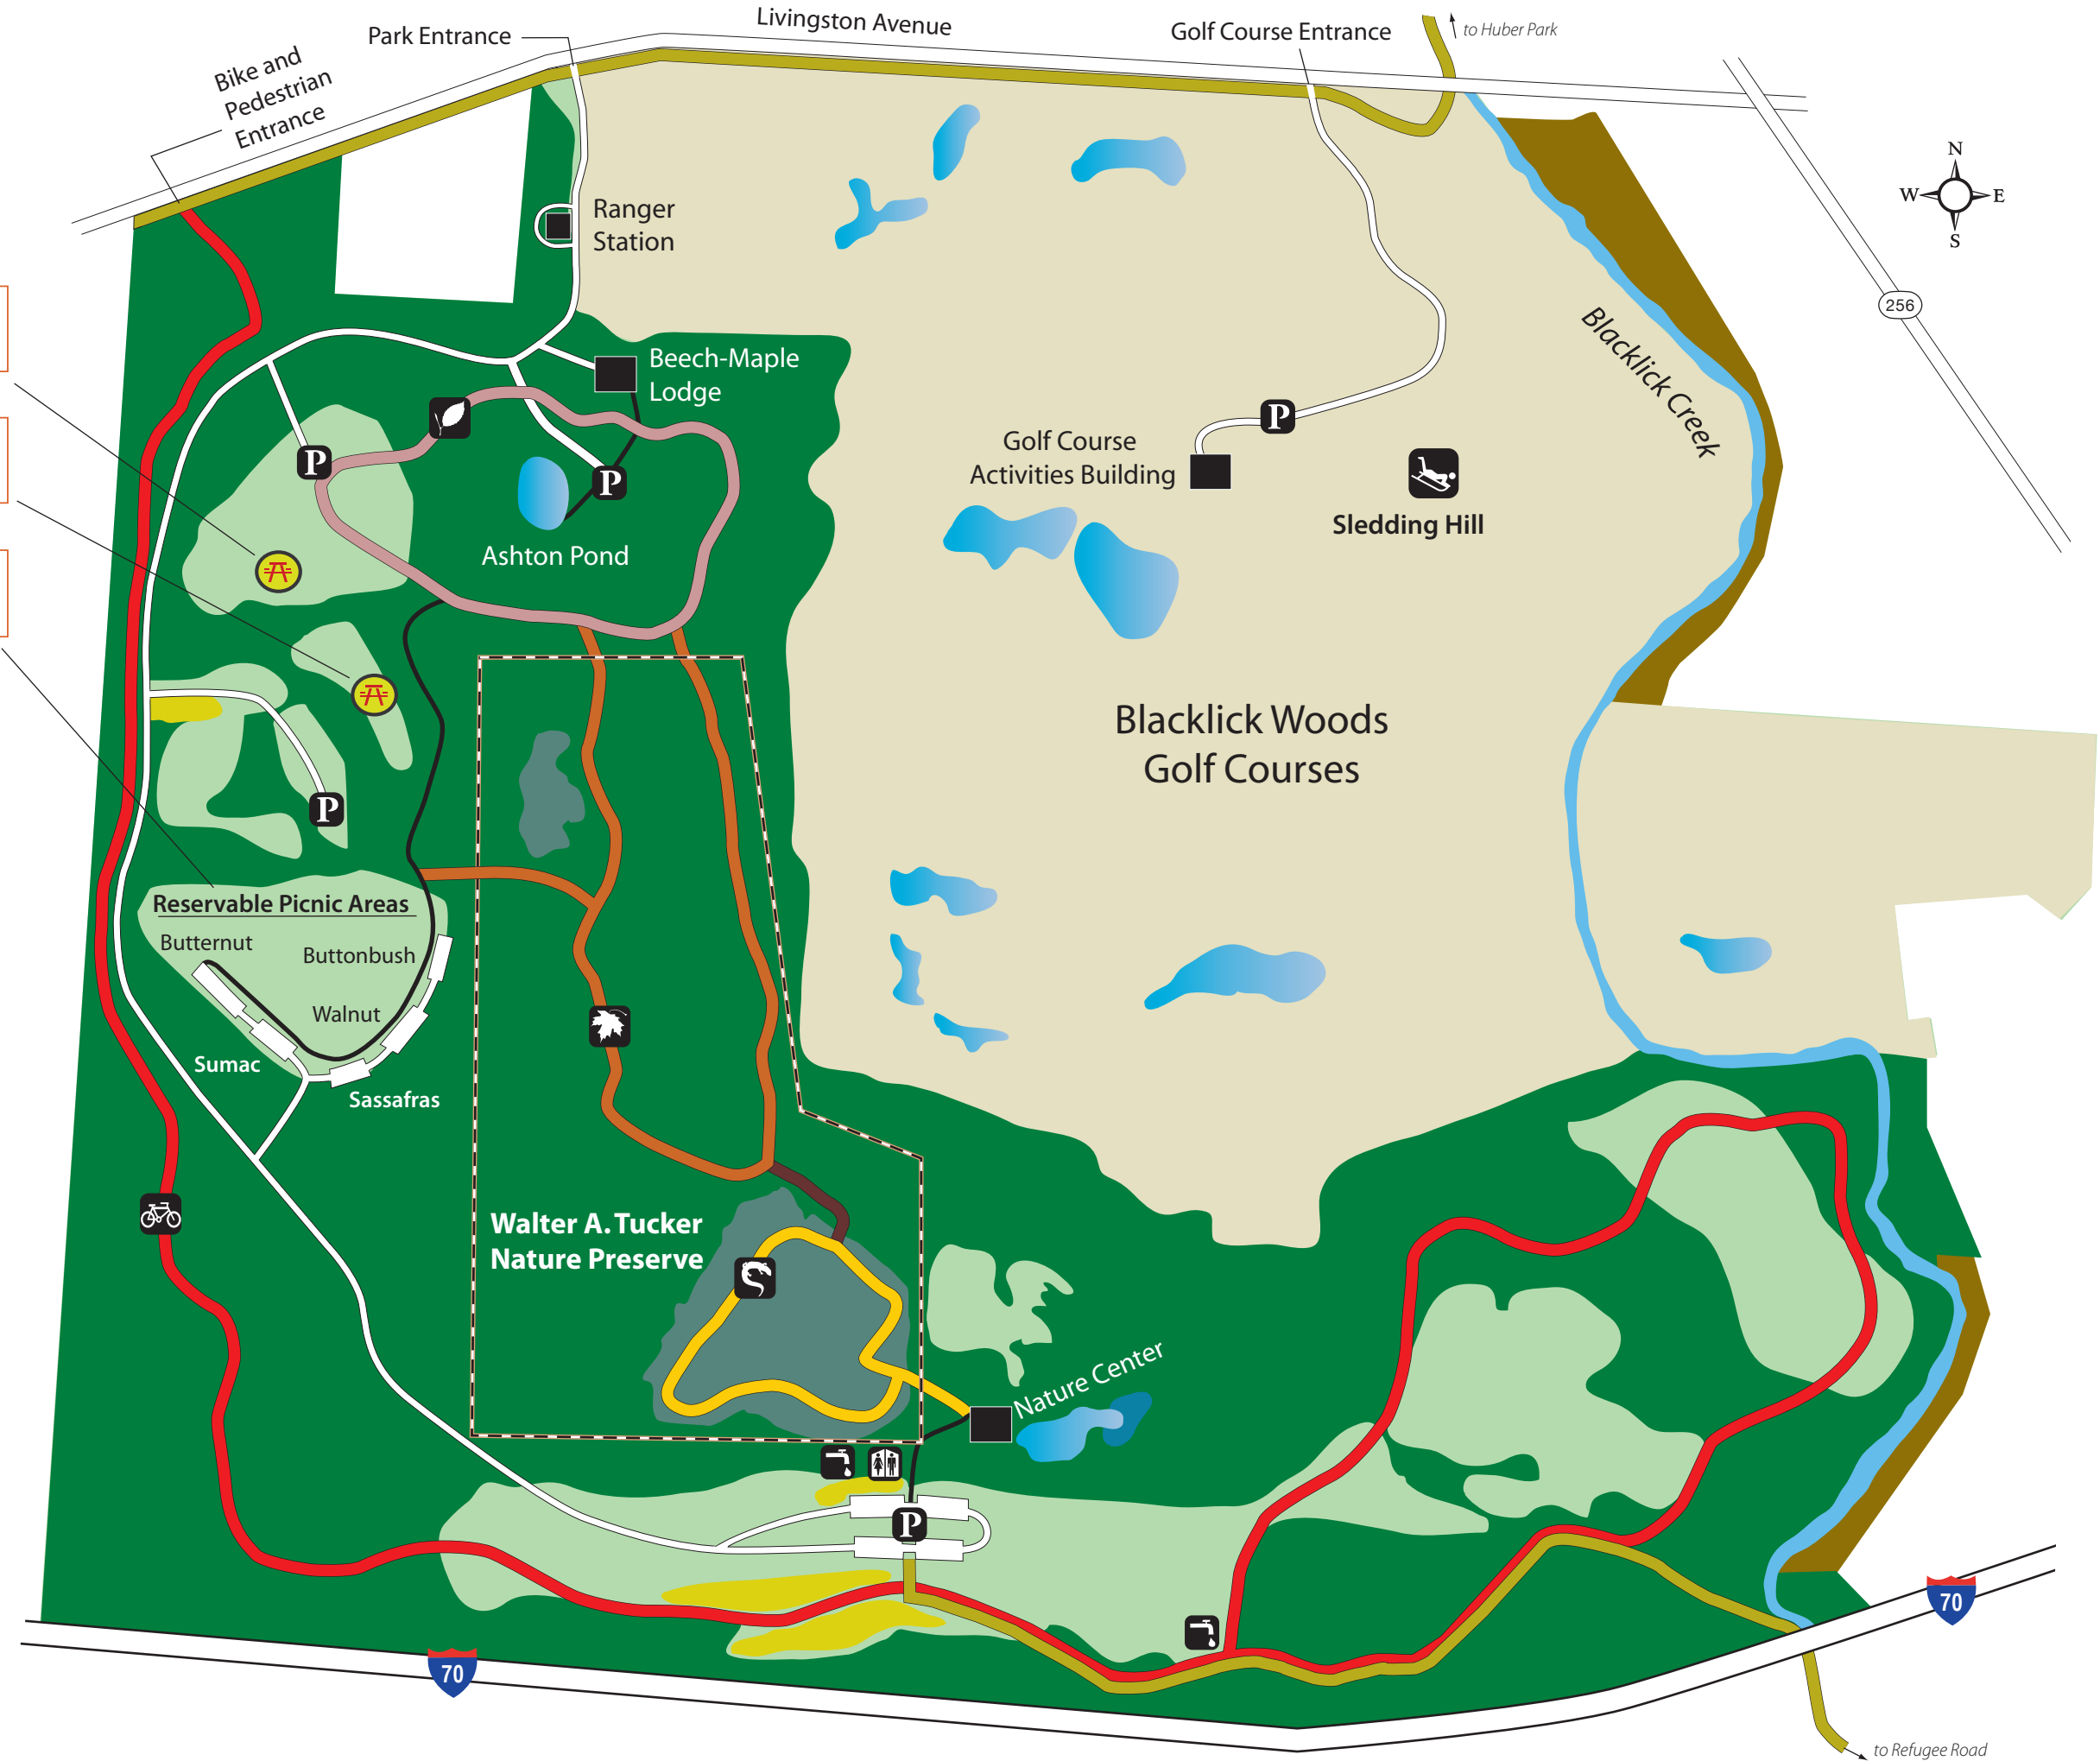 Livingston Avenue
Park Entrance
Golf Course Entrance
to Huber Park
Bike and
Pedestrian
Entrance
N
W E
S
Ranger
Station
256
Blacklick Creek
Beech-Maple
Lodge
P
P
P
Golf Course
Activities Building
Sledding Hill
Ashton Pond
Blacklick Woods
Golf Courses
P
Reservable Picnic Areas
Butternut
Buttonbush
Walnut
Sumac
Sassafras
Walter A. Tucker
Nature Preserve
Nature Center
P
70
70
to Refugee Road